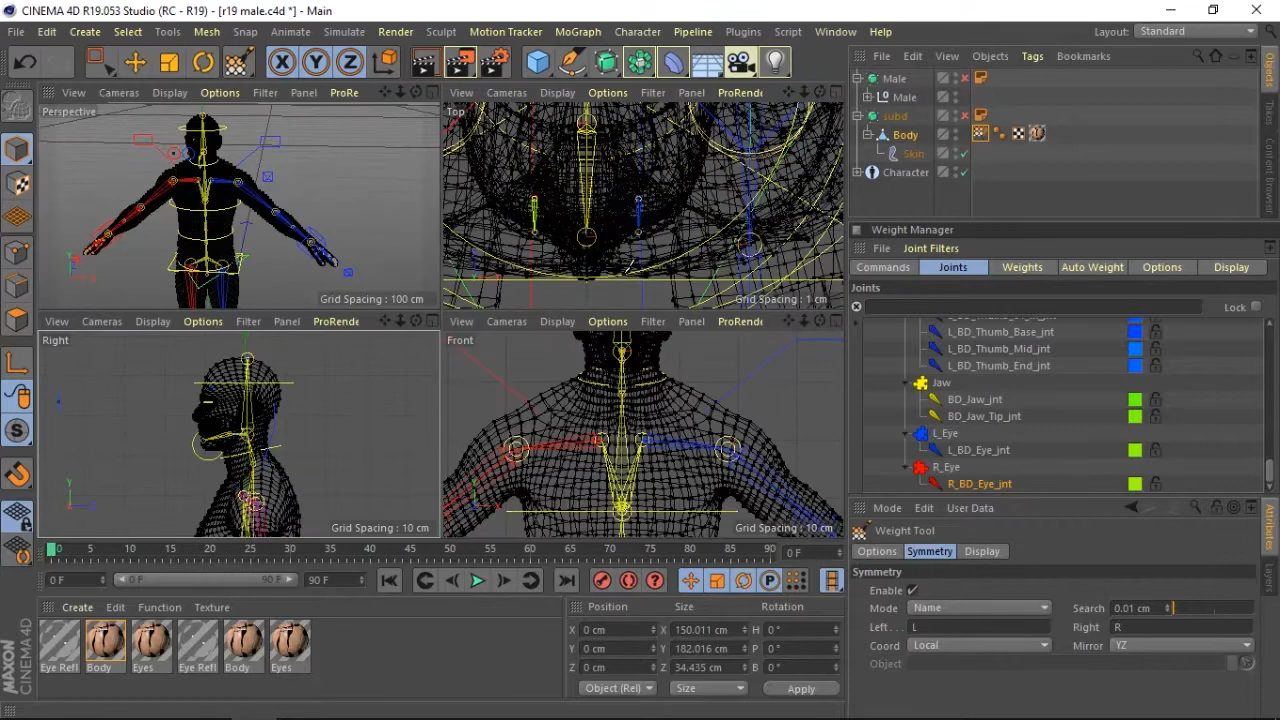 CINEMA 4D R19.053 Studio (RC - R19) - [r19 male.c4d *] - Main
File Edit Create Select Tools Mesh Snap Animate Simulate Render Sculpt Motion Tracker MoGraph Character Pipeline Plugins Script Window Help
Layout: Standard
X Y Z
File Edit View Objects Tags Bookmarks
View Cameras Display Options Filter Panel ProRe
View Cameras Display Options Filter Panel ProRende
Perspective
Top
Grid Spacing : 100 cm
Grid Spacing : 1 cm
View Cameras Display Options Filter Panel ProRende
View Cameras Display Options Filter Panel ProRende
Right
Front
Grid Spacing : 10 cm
Grid Spacing : 10 cm
Male
Male
subd
Body
Skin
Character
Objects
Takes
Content Browser
Weight Manager
File Joint Filters
Commands Joints Weights Auto Weight Options Display
Joints
Lock
L_BD_Thumb_Base_jnt
L_BD_Thumb_Mid_jnt
L_BD_Thumb_End_jnt
Jaw
BD_Jaw_jnt
BD_Jaw_Tip_jnt
L_Eye
L_BD_Eye_jnt
R_Eye
R_BD_Eye_jnt
Mode Edit User Data
Attributes
Layers
Weight Tool
Options Symmetry Display
Symmetry
Enable
Mode Name Search 0.01 cm
Left . . . L Right R
Coord Local Mirror YZ
Object
0 5 10 15 20 25 30 35 40 45 50 55 60 65 70 75 80 85 90 0 F
0 F 0 F 90 F 90 F
P
Create Edit Function Texture
Eye Refl Body Eyes Eye Refl Body Eyes
Position Size Rotation
X 0 cm X 150.011 cm H 0 °
Y 0 cm Y 182.016 cm P 0 °
Z 0 cm Z 34.435 cm B 0 °
Object (Rel) Size Apply
MAXON CINEMA 4D